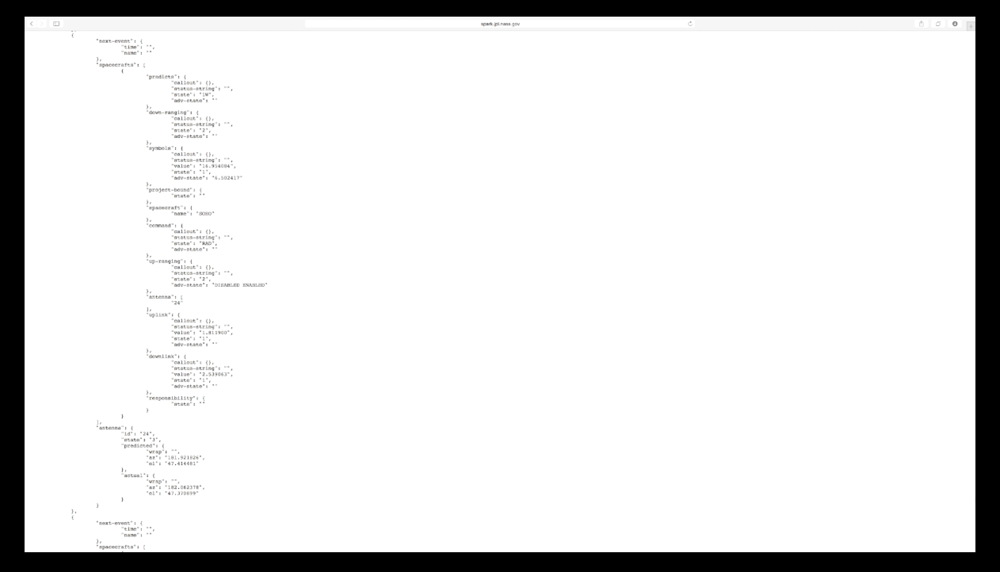 spark.jpl.nasa.gov
{
"next-event": {
"time": "",
"name": ""
},
"spacecrafts": [
{
"predicts": {
"callout": {},
"status-string": "",
"state": "1W",
"adv-state": ""
},
"down-ranging": {
"callout": {},
"status-string": "",
"state": "2",
"adv-state": ""
},
"symbols": {
"callout": {},
"status-string": "",
"value": "16.954084",
"state": "1",
"adv-state": "6.502417"
},
"project-bound": {
"state": ""
},
"spacecraft": {
"name": "SOHO"
},
"command": {
"callout": {},
"status-string": "",
"state": "RAD",
"adv-state": ""
},
"up-ranging": {
"callout": {},
"status-string": "",
"state": "2",
"adv-state": "DISABLED ENABLED"
},
"antenna": [
"24"
],
"uplink": {
"callout": {},
"status-string": "",
"value": "1.811900",
"state": "1",
"adv-state": ""
},
"downlink": {
"callout": {},
"status-string": "",
"value": "2.539063",
"state": "1",
"adv-state": ""
},
"responsibility": {
"state": ""
}
}
],
"antenna": {
"id": "24",
"state": "3",
"predicted": {
"wrap": "",
"az": "181.921826",
"el": "47.414481"
},
"actual": {
"wrap": "",
"az": "182.062378",
"el": "47.370899"
}
}
},
{
"next-event": {
"time": "",
"name": ""
},
"spacecrafts": [